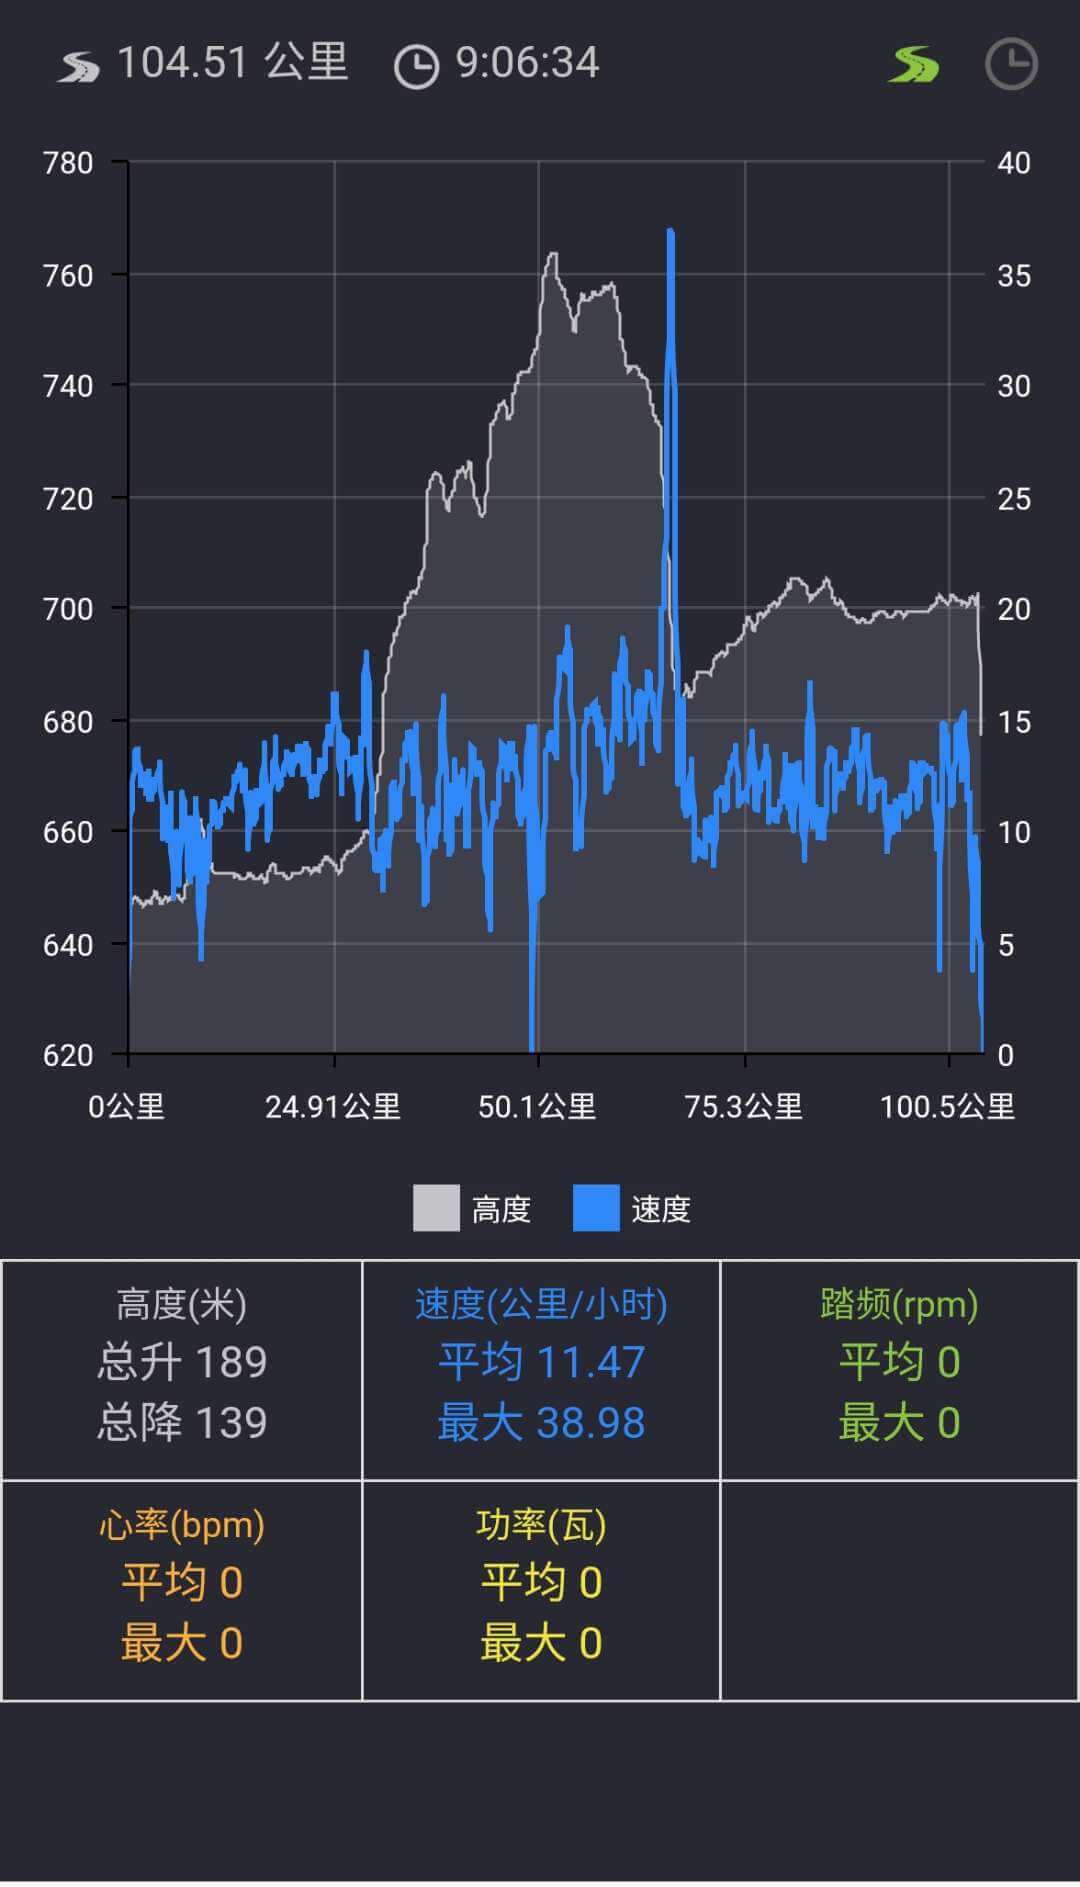 104.51 公里 9:06:34
780 40
760 35
740 30
720 25
700 20
680 15
660 10
640 5
620 0
0公里 24.91公里 50.1公里 75.3公里 100.5公里
高度 速度
高度(米) 速度(公里/小时) 踏频(rpm)
总升 189 平均 11.47 平均 0
总降 139 最大 38.98 最大 0
心率(bpm) 功率(瓦)
平均 0 平均 0
最大 0 最大 0